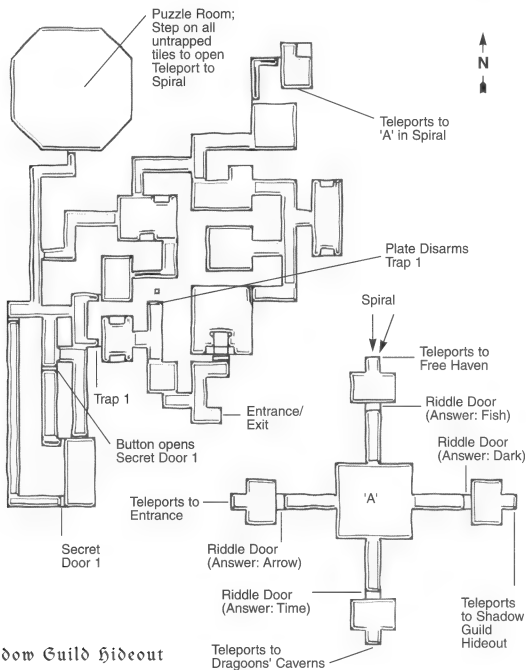 Puzzle Room;
Step on all
untrapped
tiles to open
Teleport to
Spiral
N
Teleports to
'A' in Spiral
Plate Disarms
Trap 1
Spiral
Teleports to
Free Haven
Trap 1
Entrance/
Exit
Riddle Door
(Answer: Fish)
Button opens
Secret Door 1
Riddle Door
(Answer: Dark)
'A'
Teleports to
Entrance
Secret
Door 1
Riddle Door
(Answer: Arrow)
Riddle Door
(Answer: Time)
Teleports
to Shadow
Guild
Hideout
Teleports to
Dragoons' Caverns
dow Guild Hideout